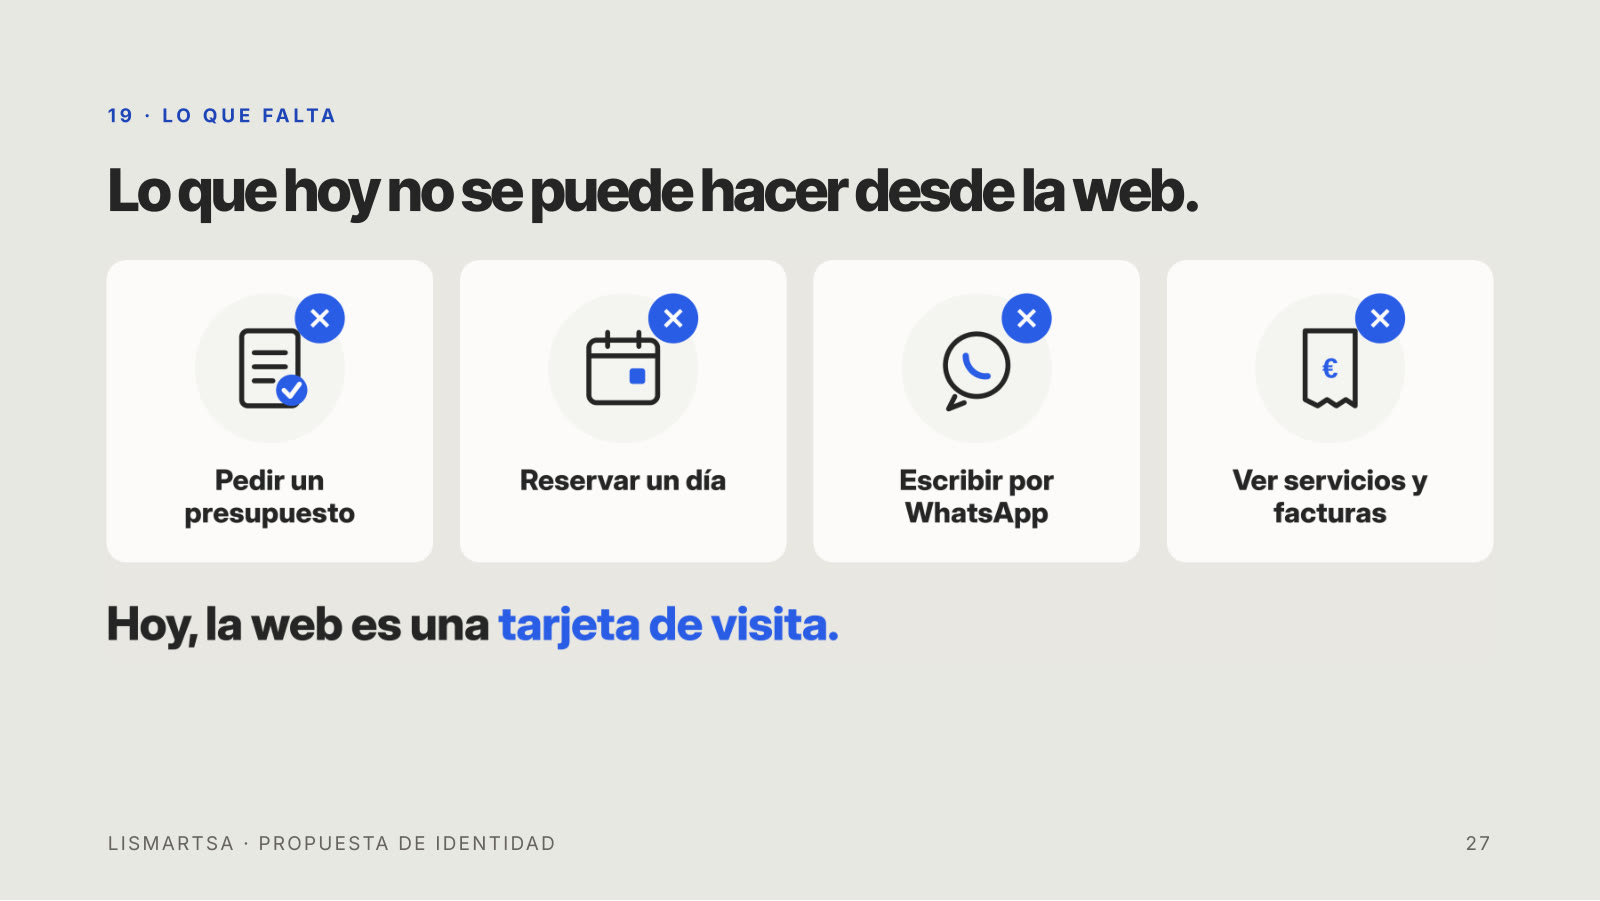 19 · LO QUE FALTA
Lo que hoy no se puede hacer desde la web.
Pedir un
presupuesto
Reservar un día
Escribir por
WhatsApp
€
Ver servicios y
facturas
Hoy, la web es una tarjeta de visita.
LISMARTSA · PROPUESTA DE IDENTIDAD
27